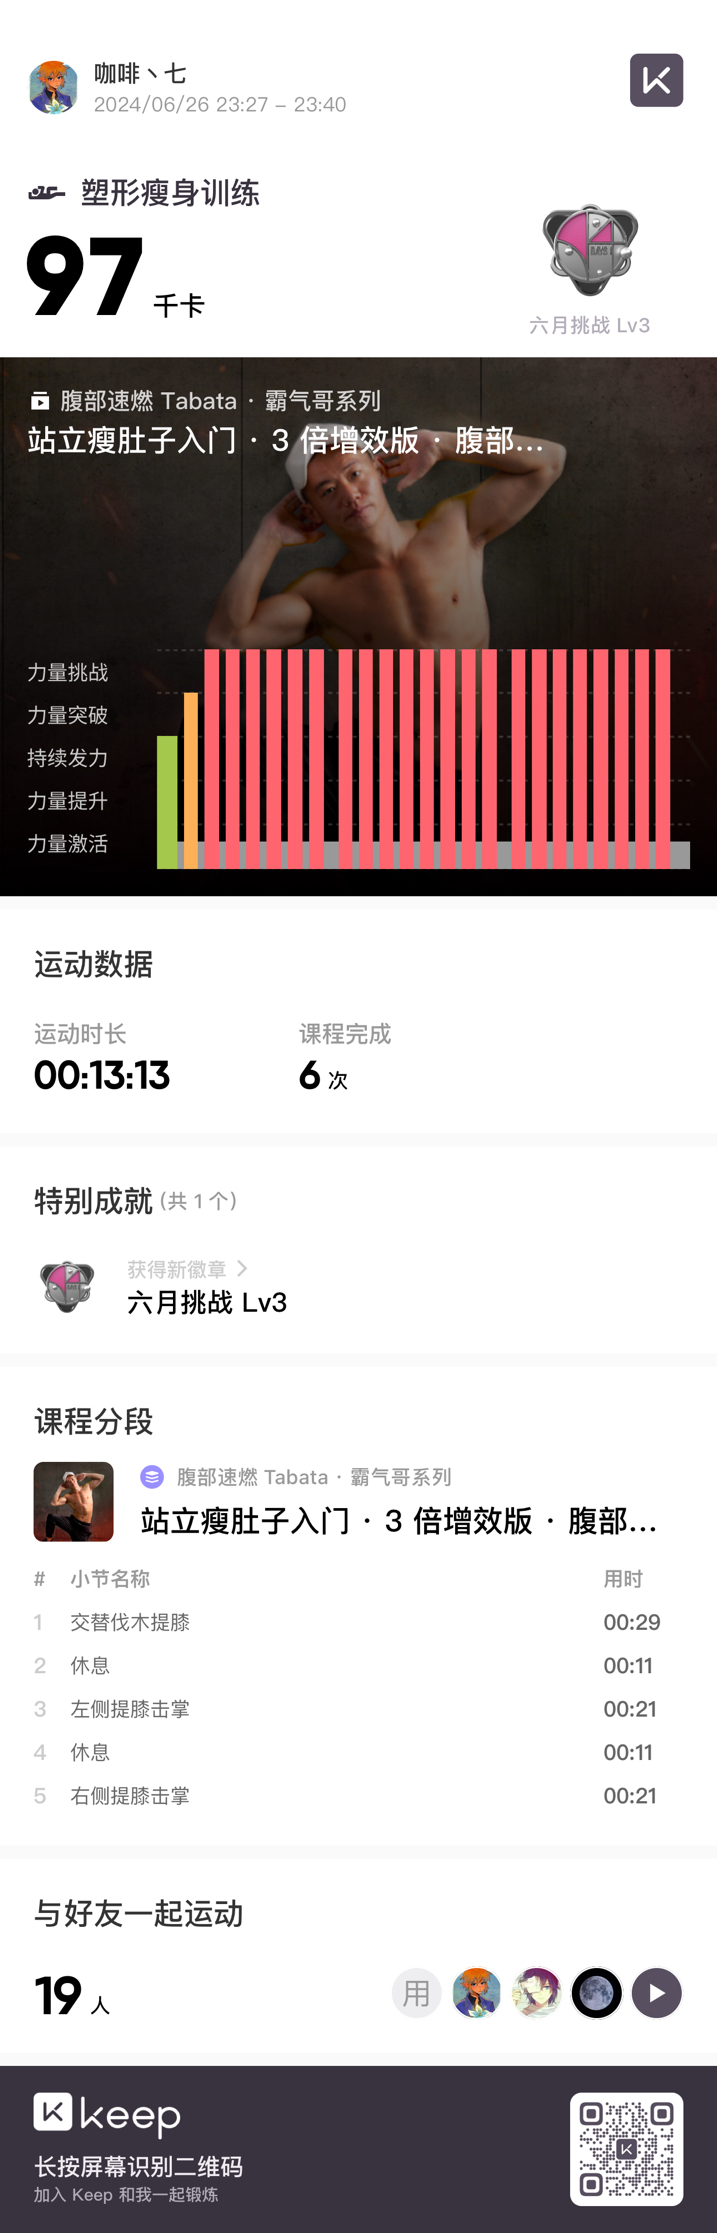 咖啡丶七
2024/06/26 23:27 – 23:40
塑形瘦身训练
97 千卡
六月挑战 Lv3
腹部速燃 Tabata · 霸气哥系列
站立瘦肚子入门 · 3 倍增效版 · 腹部...
力量挑战
力量突破
持续发力
力量提升
力量激活
运动数据
运动时长 课程完成
00:13:13 6 次
特别成就 (共 1 个)
获得新徽章
六月挑战 Lv3
课程分段
腹部速燃 Tabata · 霸气哥系列
站立瘦肚子入门 · 3 倍增效版 · 腹部...
# 小节名称 用时
1 交替伐木提膝 00:29
2 休息 00:11
3 左侧提膝击掌 00:21
4 休息 00:11
5 右侧提膝击掌 00:21
与好友一起运动
19 人 用
keep
长按屏幕识别二维码
加入 Keep 和我一起锻炼